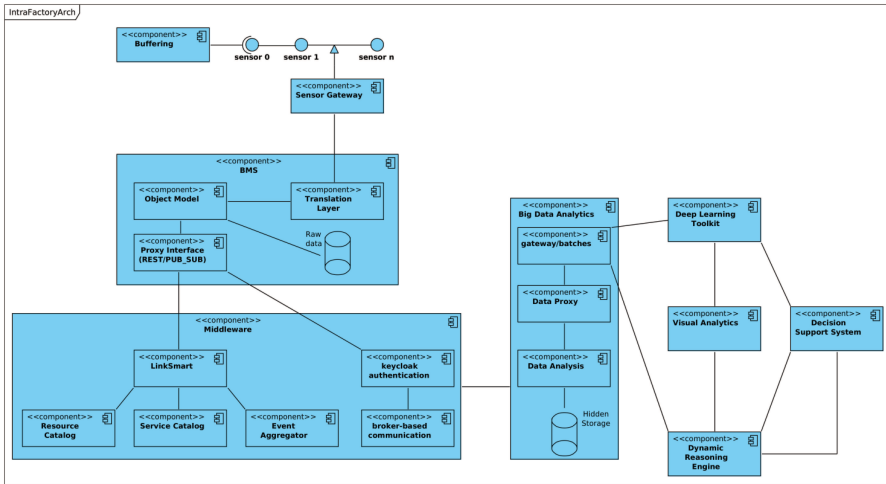 IntraFactoryArch
<<component>>
Buffering
sensor 0
sensor 1
sensor n
<<component>>
Sensor Gateway
<<component>>
BMS
<<component>>
Object Model
<<component>>
Translation
Layer
<<component>>
Proxy Interface
(REST/PUB_SUB)
Raw
data
<<component>>
Middleware
<<component>>
LinkSmart
<<component>>
keycloak
authentication
<<component>>
Resource
Catalog
<<component>>
Service Catalog
<<component>>
Event
Aggregator
<<component>>
broker-based
communication
<<component>>
Big Data Analytics
<<component>>
gateway/batches
<<component>>
Data Proxy
<<component>>
Data Analysis
Hidden
Storage
<<component>>
Deep Learning
Toolkit
<<component>>
Visual Analytics
<<component>>
Decision
Support System
<<component>>
Dynamic
Reasoning
Engine